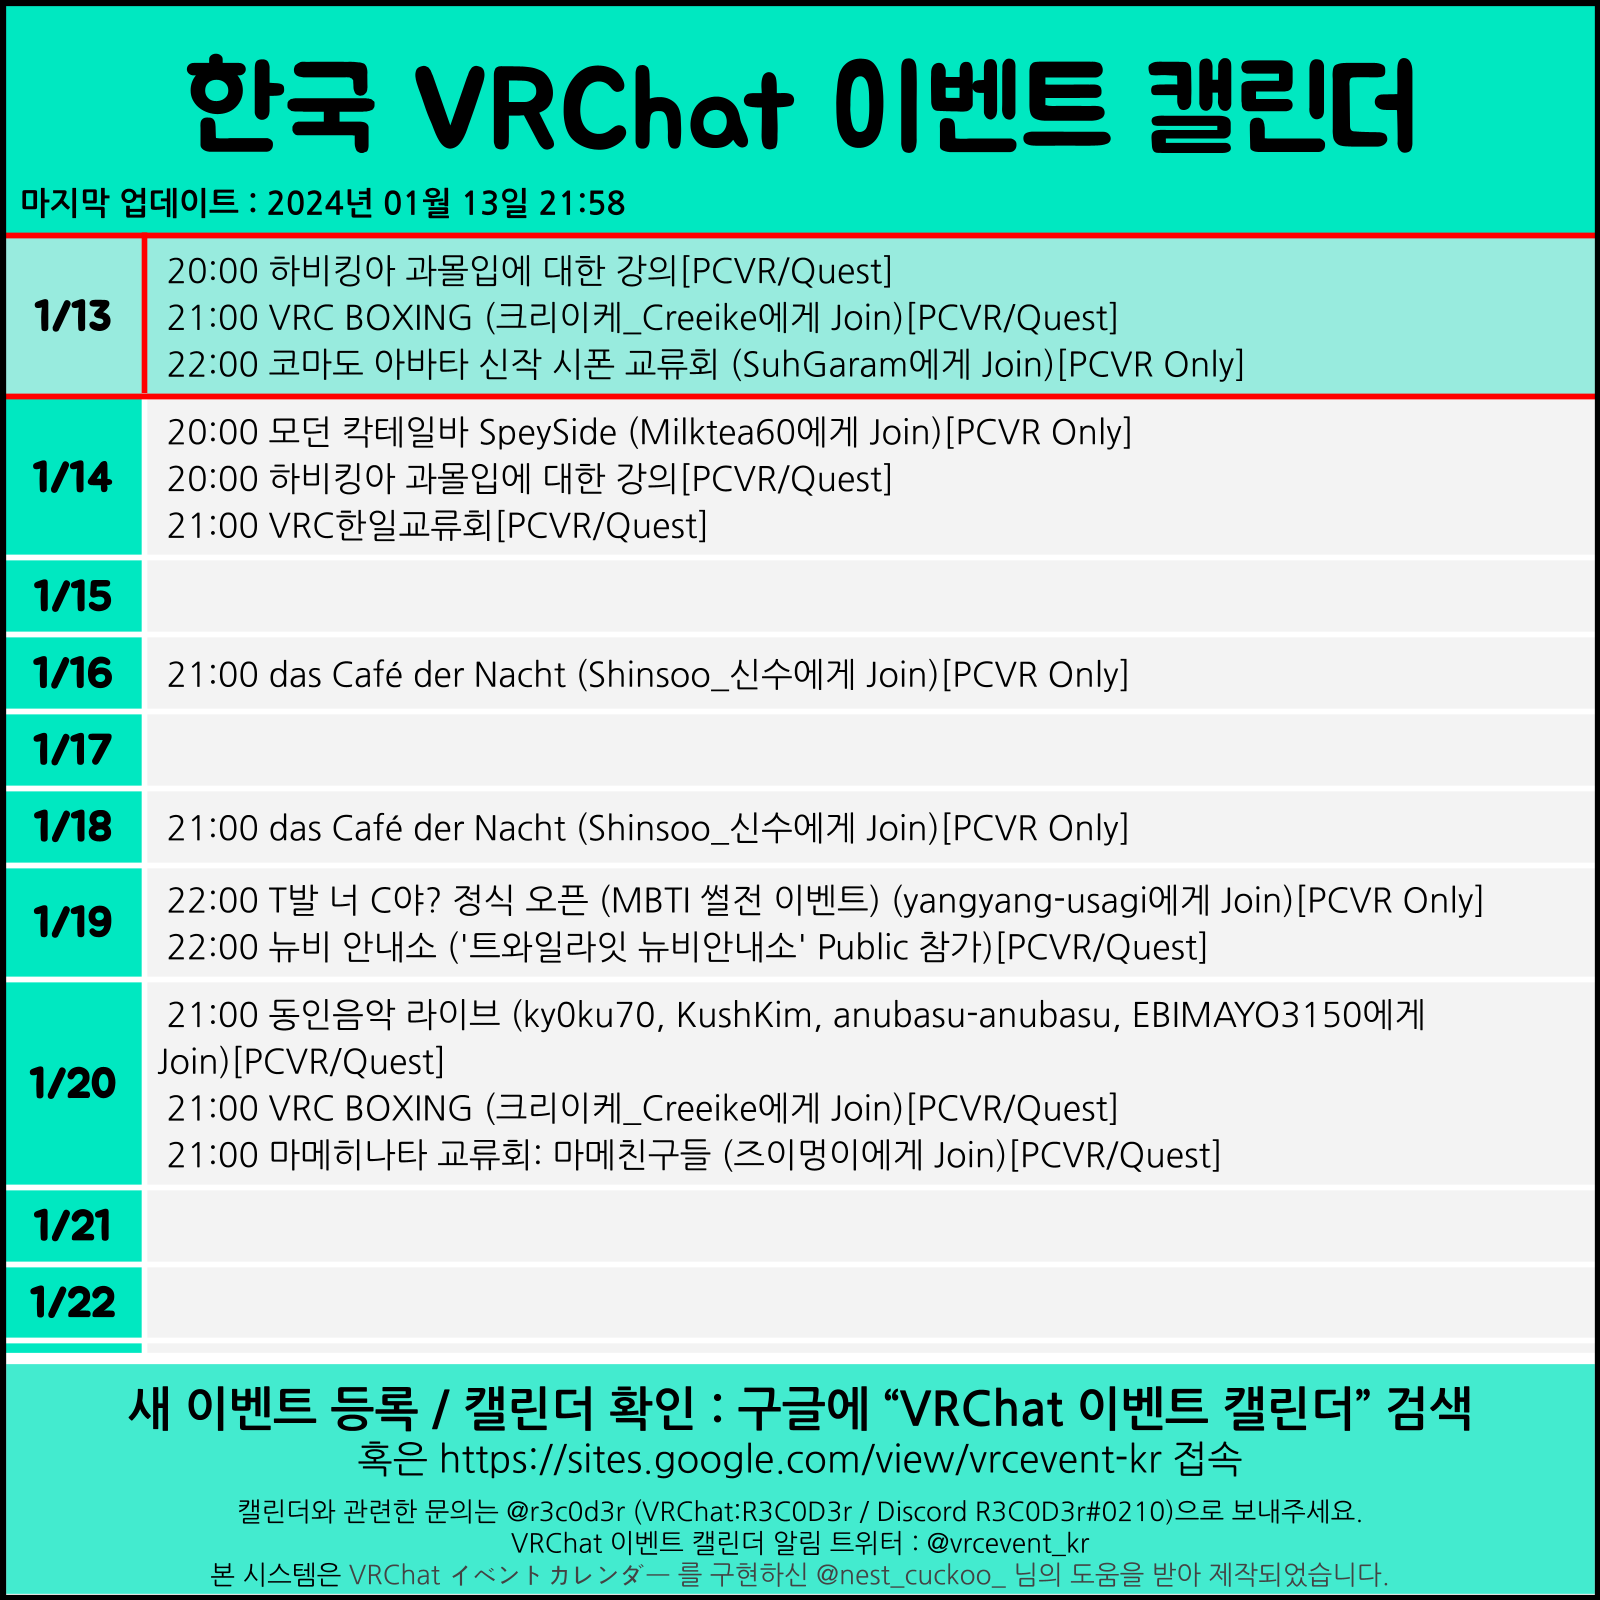 한국 VRChat 이벤트 캘린더
마지막 업데이트 : 2024년 01월 13일 21:58
1/13
20:00 하비킹아 과몰입에 대한 강의[PCVR/Quest]
21:00 VRC BOXING (크리이케_Creeike에게 Join)[PCVR/Quest]
22:00 코마도 아바타 신작 시폰 교류회 (SuhGaram에게 Join)[PCVR Only]
1/14
20:00 모던 칵테일바 SpeySide (Milktea60에게 Join)[PCVR Only]
20:00 하비킹아 과몰입에 대한 강의[PCVR/Quest]
21:00 VRC한일교류회[PCVR/Quest]
1/15
1/16
21:00 das Café der Nacht (Shinsoo_신수에게 Join)[PCVR Only]
1/17
1/18
21:00 das Café der Nacht (Shinsoo_신수에게 Join)[PCVR Only]
1/19
22:00 T발 너 C야? 정식 오픈 (MBTI 썰전 이벤트) (yangyang-usagi에게 Join)[PCVR Only]
22:00 뉴비 안내소 ('트와일라잇 뉴비안내소' Public 참가)[PCVR/Quest]
1/20
21:00 동인음악 라이브 (ky0ku70, KushKim, anubasu-anubasu, EBIMAYO3150에게
Join)[PCVR/Quest]
21:00 VRC BOXING (크리이케_Creeike에게 Join)[PCVR/Quest]
21:00 마메히나타 교류회: 마메친구들 (즈이멍이에게 Join)[PCVR/Quest]
1/21
1/22
새 이벤트 등록 / 캘린더 확인 : 구글에 “VRChat 이벤트 캘린더” 검색
혹은 https://sites.google.com/view/vrcevent-kr 접속
캘린더와 관련한 문의는 @r3c0d3r (VRChat:R3C0D3r / Discord R3C0D3r#0210)으로 보내주세요.
VRChat 이벤트 캘린더 알림 트위터 : @vrcevent_kr
본 시스템은 VRChat イベントカレンダー 를 구현하신 @nest_cuckoo_ 님의 도움을 받아 제작되었습니다.